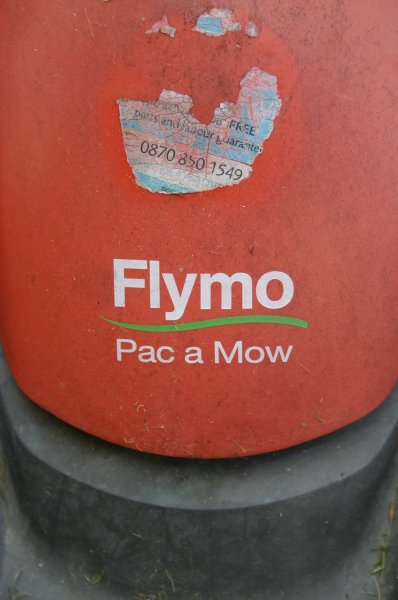 FREE
parts and labour guarantee
0870 850 1549
Flymo
Pac a Mow